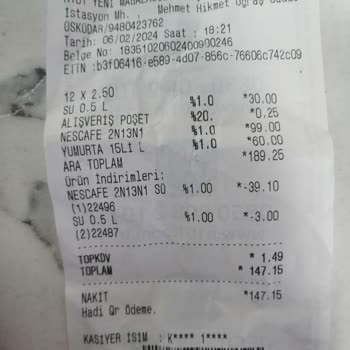 İstasyon Mh. , Mehmet Hikmet Ograş
ÜSKÜDAR/9480423762
Tarih: 06/02/2024 Saat : 18:21
Belge No: 1835102060240090246
ETTN :b3f06416-e589-4d07-856c-76606c742c09
12 X 2.50
SU 0.5 L %1.0 *30.00
ALIŞVERİŞ POŞET %20. *0.25
NESCAFE 2N13N1 %1.0 *99.00
YUMURTA 15Lİ L %1.0 *60.00
ARA TOPLAM *189.25
Ürün İndirimleri:
NESCAFE 2N13N1 SÜ %1.00 *-39.10
(1)22496
SU 0.5 L %1.00 *-3.00
(2)22487
TOPKDV * 1.49
TOPLAM * 147.15
NAKİT *147.15
Hadi Qr Ödeme.
KASİYER İSİM : K**** 1****